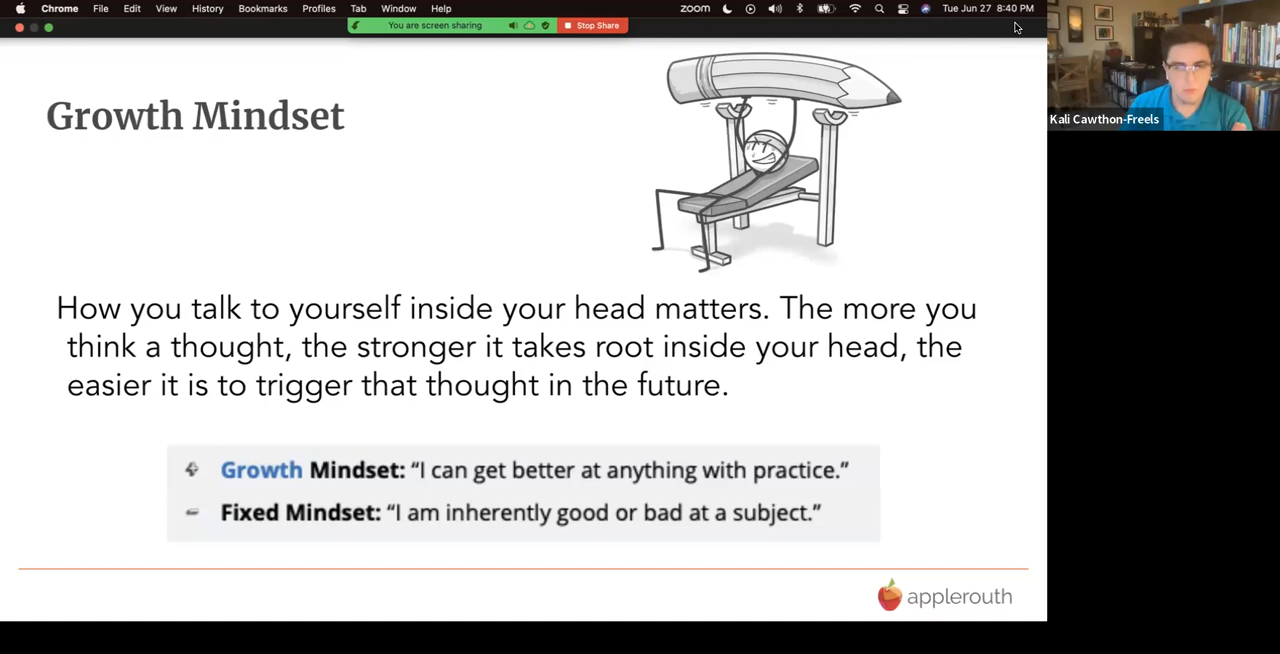 Chrome File Edit View History Bookmarks Profiles Tab Window Help zoom Tue Jun 27 8:40 PM
You are screen sharing Stop Share
Kali Cawthon-Freels
Growth Mindset
How you talk to yourself inside your head matters. The more you
think a thought, the stronger it takes root inside your head, the
easier it is to trigger that thought in the future.
+ Growth Mindset: “I can get better at anything with practice.”
- Fixed Mindset: “I am inherently good or bad at a subject.”
applerouth